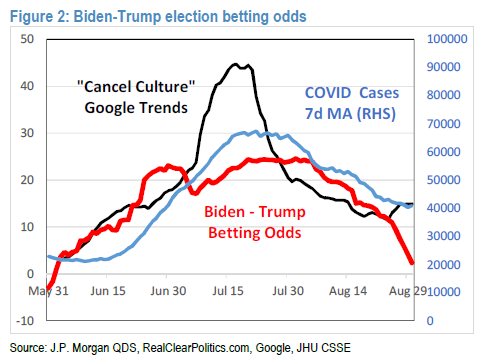 Figure 2: Biden-Trump election betting odds
50
40
30
20
10
0
-10
"Cancel Culture"
Google Trends
COVID Cases
7d MA (RHS)
Biden - Trump
Betting Odds
100000
90000
80000
70000
60000
50000
40000
30000
20000
10000
0
May 31 Jun 15 Jun 30 Jul 15 Jul 30 Aug 14 Aug 29
Source: J.P. Morgan QDS, RealClearPolitics.com, Google, JHU CSSE